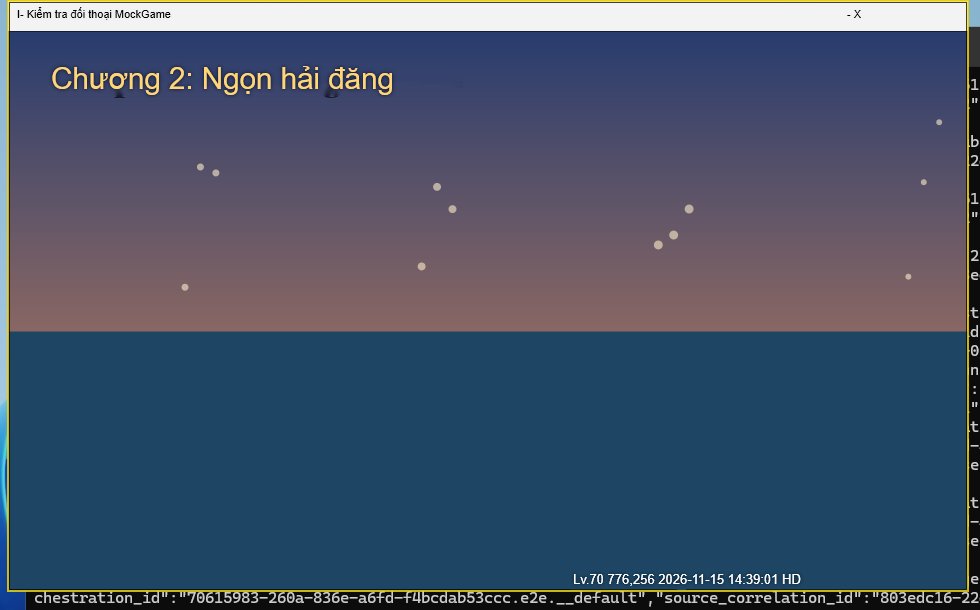 I- Kiểm tra đối thoại MockGame
- X
Chương 2: Ngọn hải đăng
Lv.70 776,256 2026-11-15 14:39:01 HD
chestration_id":"70615983-260a-836e-a6fd-f4bcdab53ccc.e2e.__default","source_correlation_id":"803edc16-2